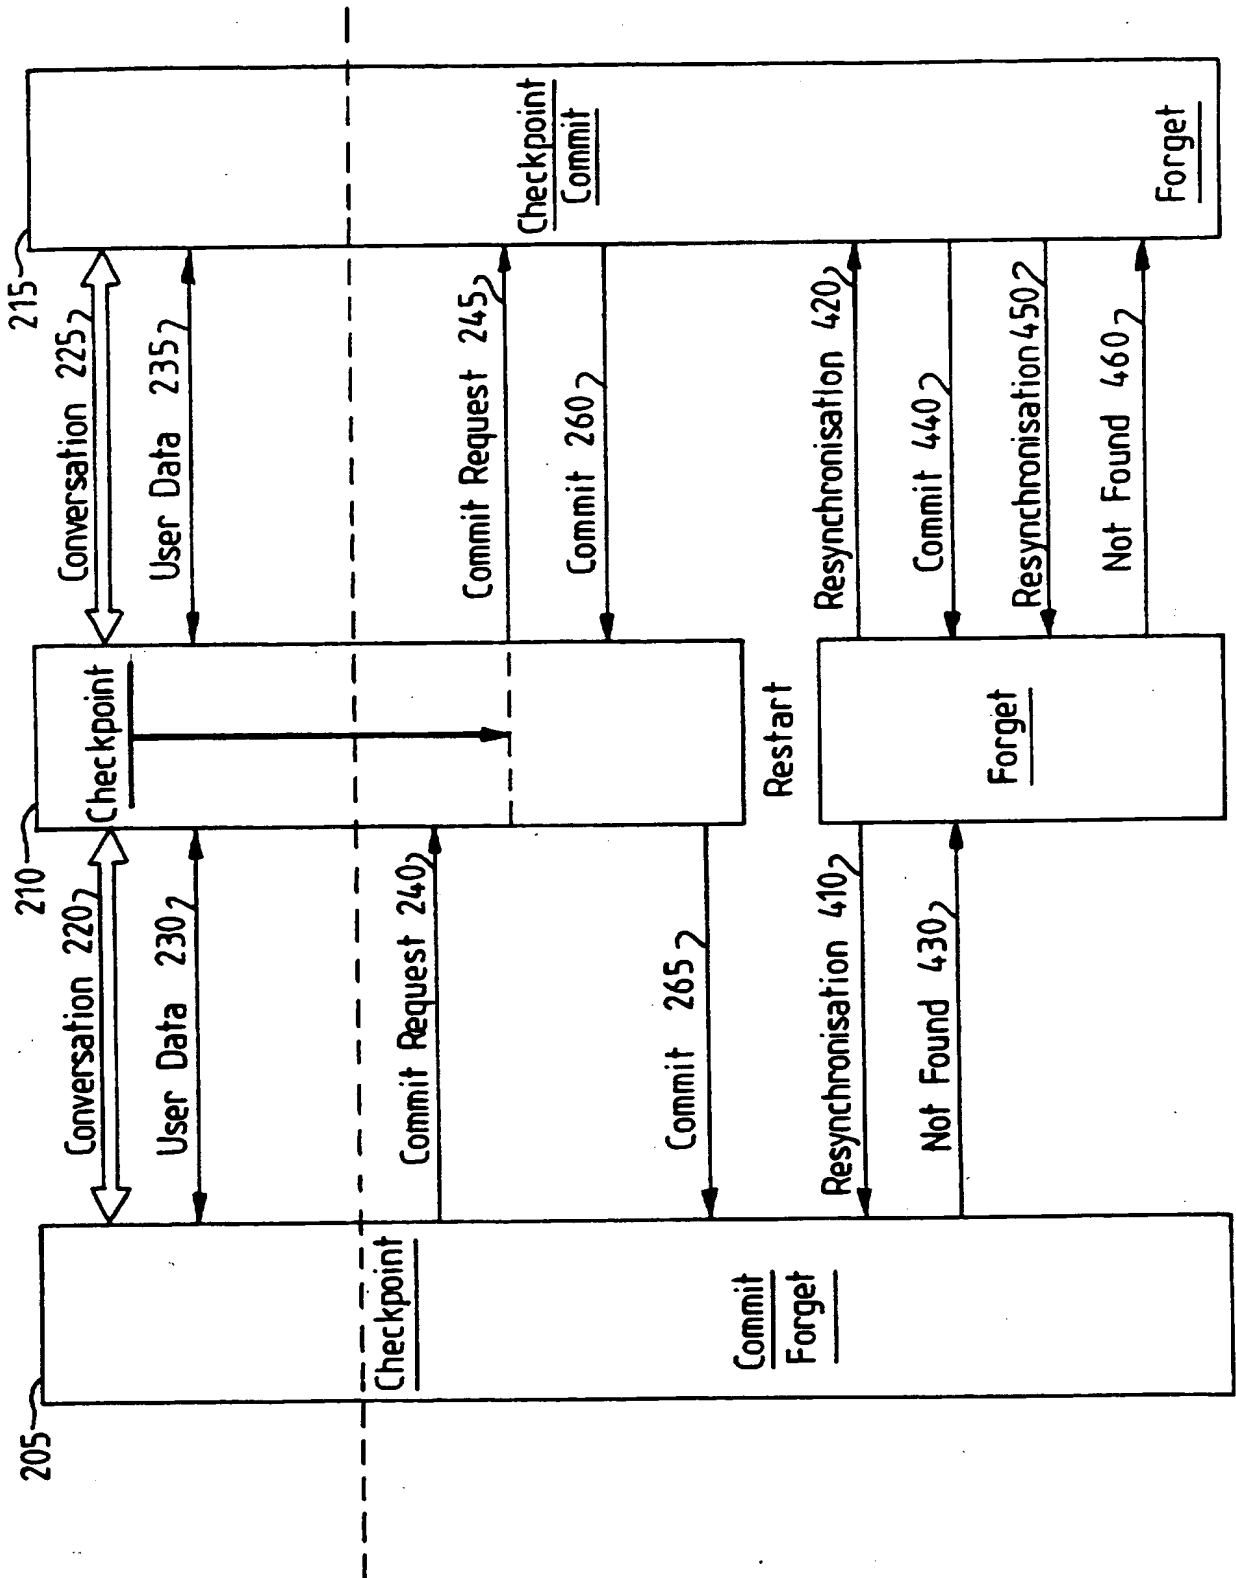 205
210
215
Conversation 220
Checkpoint
Conversation 225
User Data 230
User Data 235
Checkpoint
Commit Request 240
Commit Request 245
Checkpoint
Commit
Commit 260
Commit 265
Commit
Forget
Restart
Resynchronisation 410
Resynchronisation 420
Not Found 430
Commit 440
Forget
Resynchronisation 450
Not Found 460
Forget